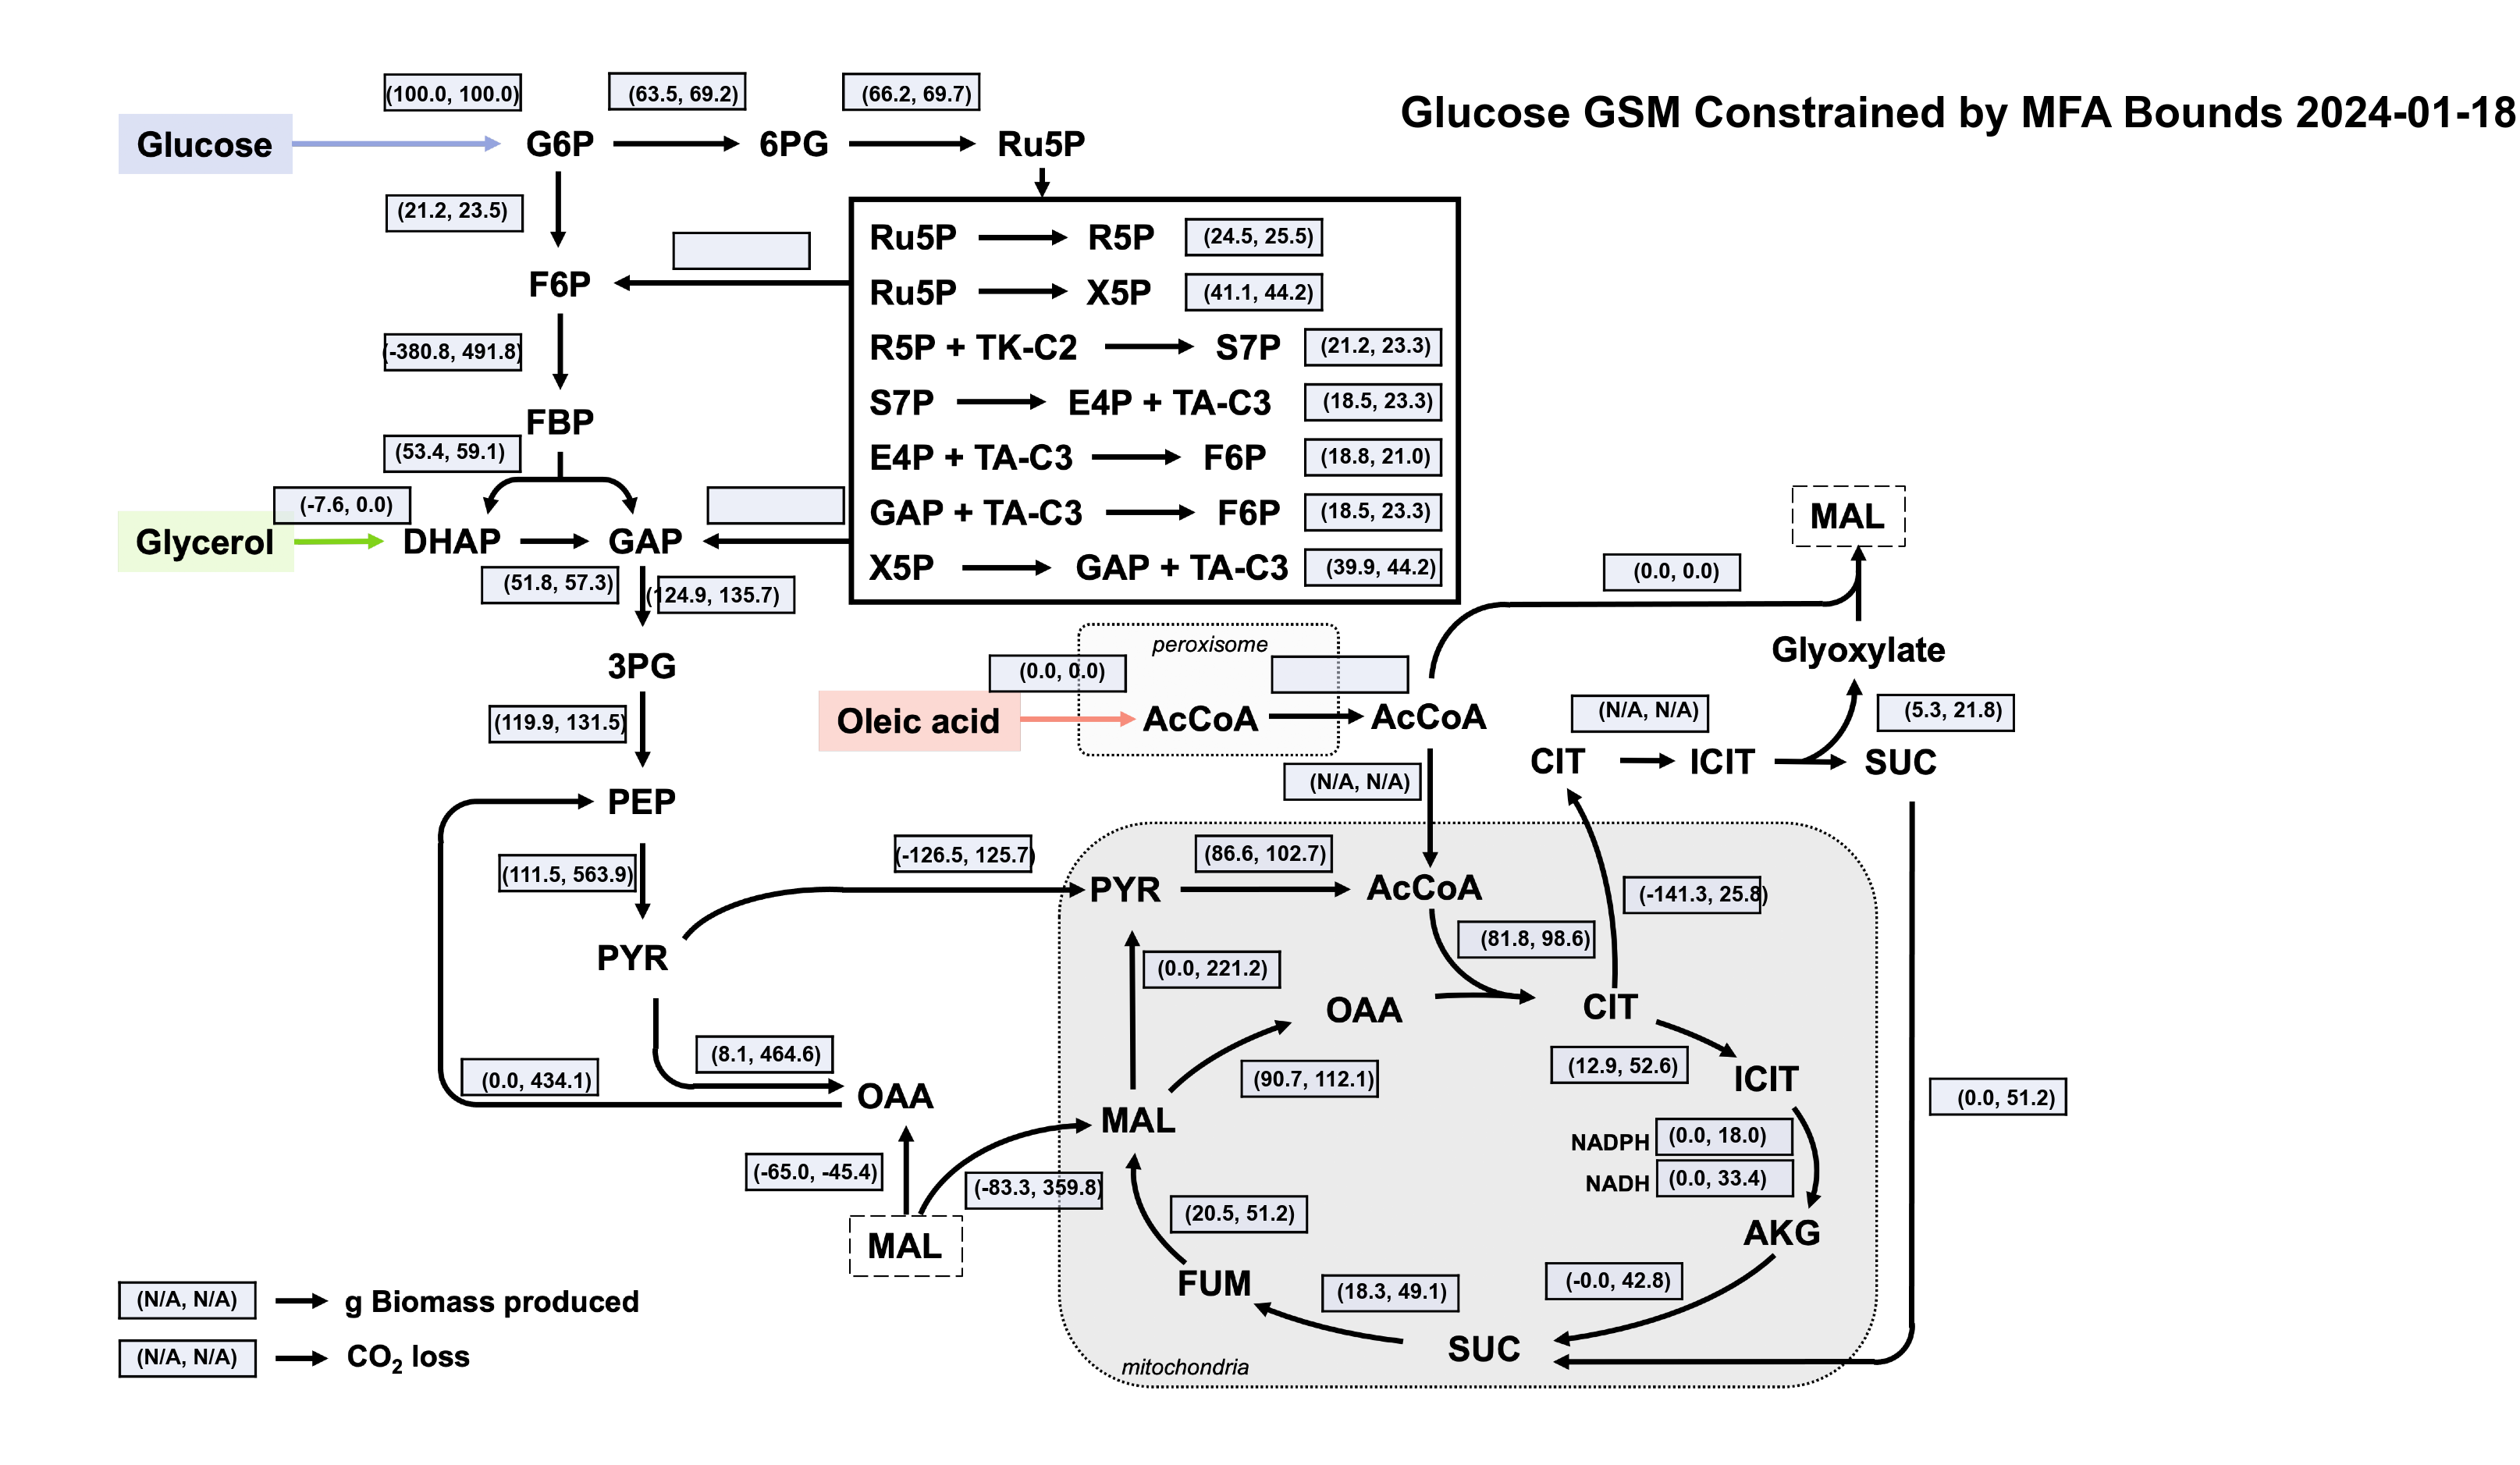 Glucose GSM Constrained by MFA Bounds 2024-01-18
(100.0, 100.0)
(63.5, 69.2)
(66.2, 69.7)
Glucose
G6P
6PG
Ru5P
(21.2, 23.5)
F6P
(-380.8, 491.8)
FBP
(53.4, 59.1)
(-7.6, 0.0)
Glycerol
DHAP
GAP
(51.8, 57.3)
(124.9, 135.7)
Ru5P R5P (24.5, 25.5)
Ru5P X5P (41.1, 44.2)
R5P + TK-C2 S7P (21.2, 23.3)
S7P E4P + TA-C3 (18.5, 23.3)
E4P + TA-C3 F6P (18.8, 21.0)
GAP + TA-C3 F6P (18.5, 23.3)
X5P GAP + TA-C3 (39.9, 44.2)
3PG
(119.9, 131.5)
PEP
(111.5, 563.9)
PYR
(0.0, 434.1)
(8.1, 464.6)
OAA
(-65.0, -45.4)
MAL
(-83.3, 359.8)
(-126.5, 125.7)
peroxisome
(0.0, 0.0)
Oleic acid
AcCoA
AcCoA
(0.0, 0.0)
MAL
Glyoxylate
(N/A, N/A)
(5.3, 21.8)
CIT
ICIT
SUC
(N/A, N/A)
(86.6, 102.7)
PYR
AcCoA
(-141.3, 25.8)
(81.8, 98.6)
(0.0, 221.2)
OAA
CIT
(90.7, 112.1)
(12.9, 52.6)
ICIT
MAL
NADPH (0.0, 18.0)
NADH (0.0, 33.4)
(0.0, 51.2)
AKG
(20.5, 51.2)
FUM
(18.3, 49.1)
(-0.0, 42.8)
SUC
mitochondria
(N/A, N/A) g Biomass produced
(N/A, N/A) CO₂ loss